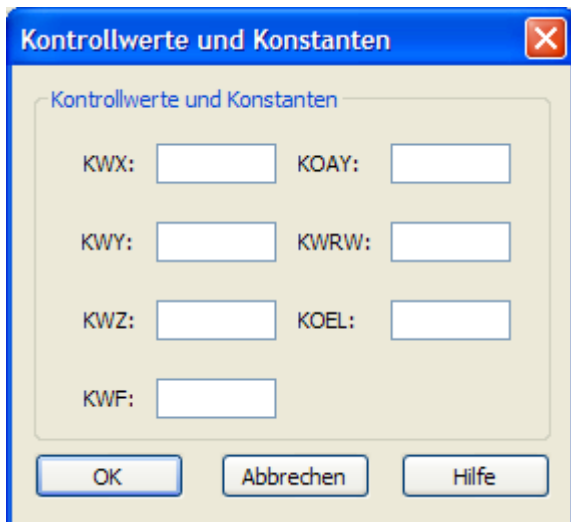 Kontrollwerte und Konstanten
Kontrollwerte und Konstanten
KWX: KOAY:
KWY: KWRW:
KWZ: KOEL:
KWF:
OK Abbrechen Hilfe